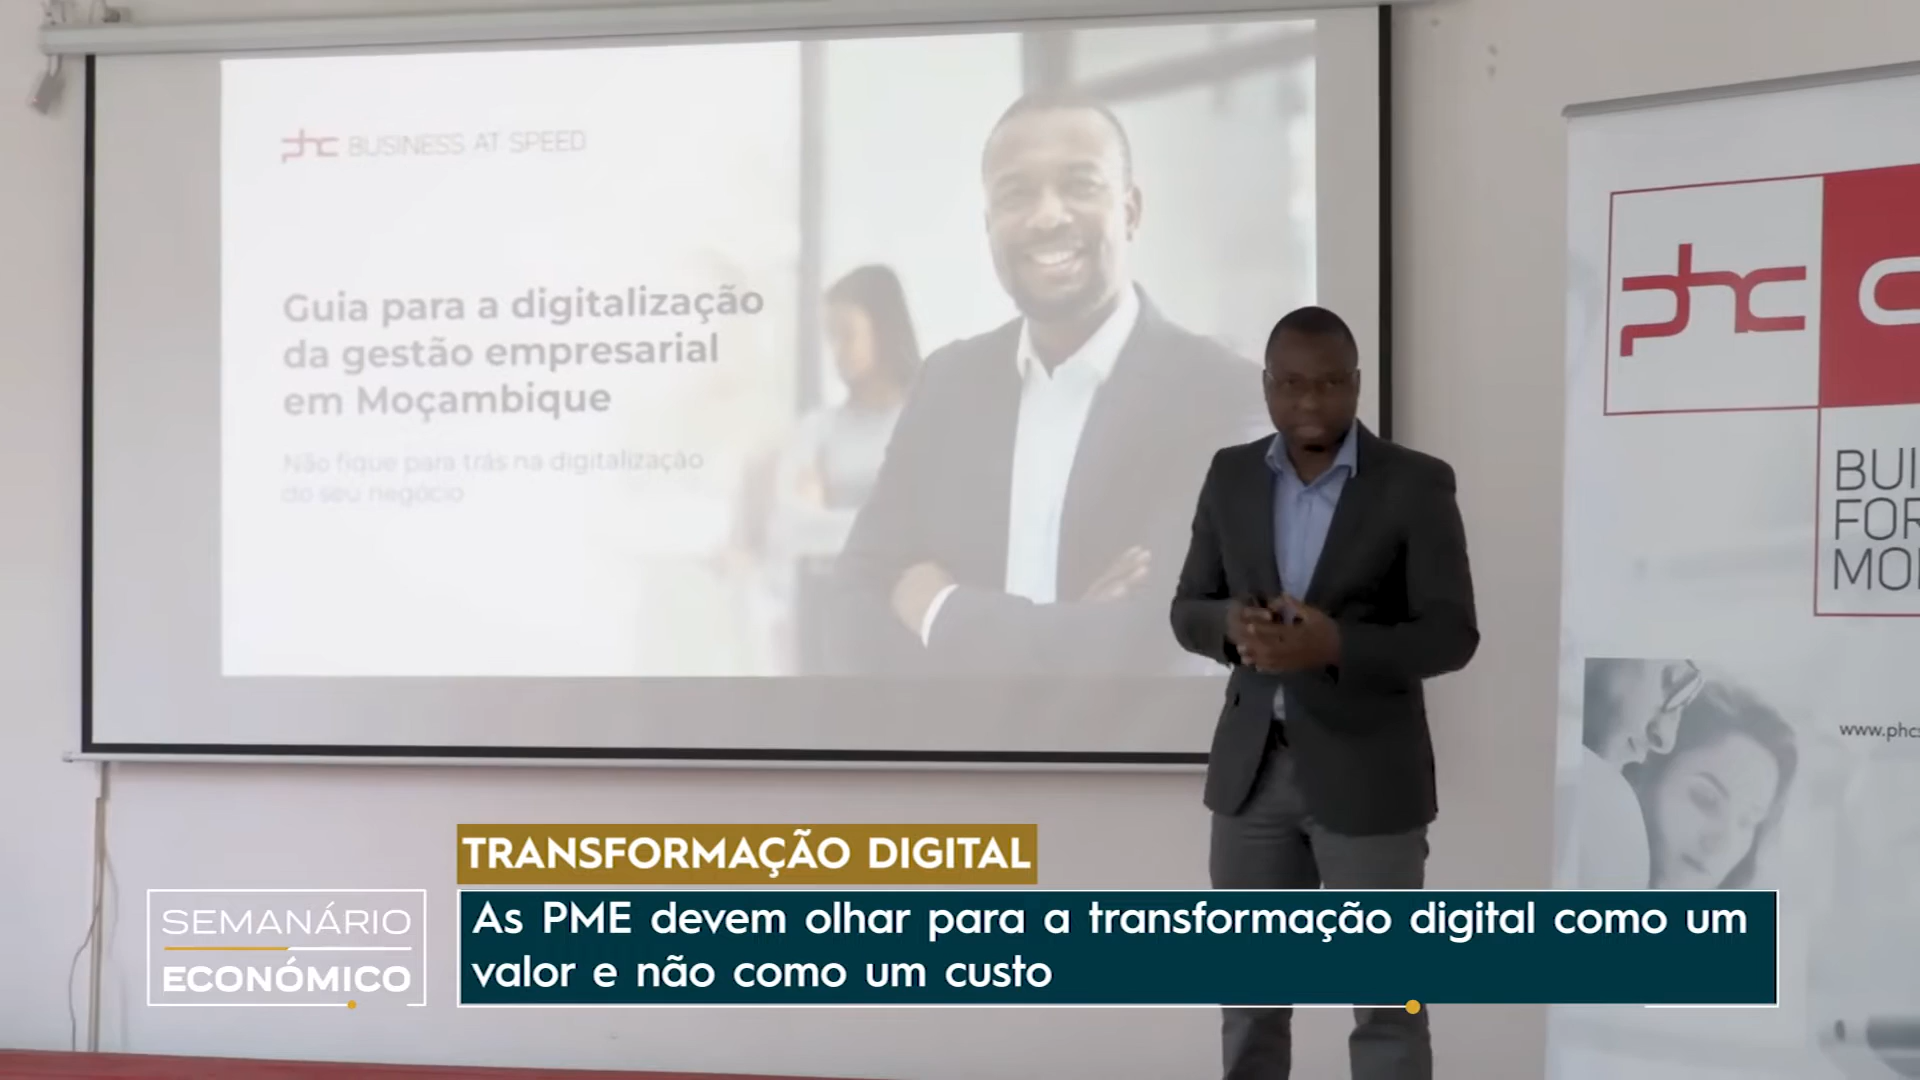 phc BUSINESS AT SPEED
Guia para a digitalização
da gestão empresarial
em Moçambique
Não fique para trás na digitalização
do seu negócio
phc
BUI
FOR
MO
www.phcs
TRANSFORMAÇÃO DIGITAL
SEMANÁRIO
ECONÓMICO
As PME devem olhar para a transformação digital como um
valor e não como um custo